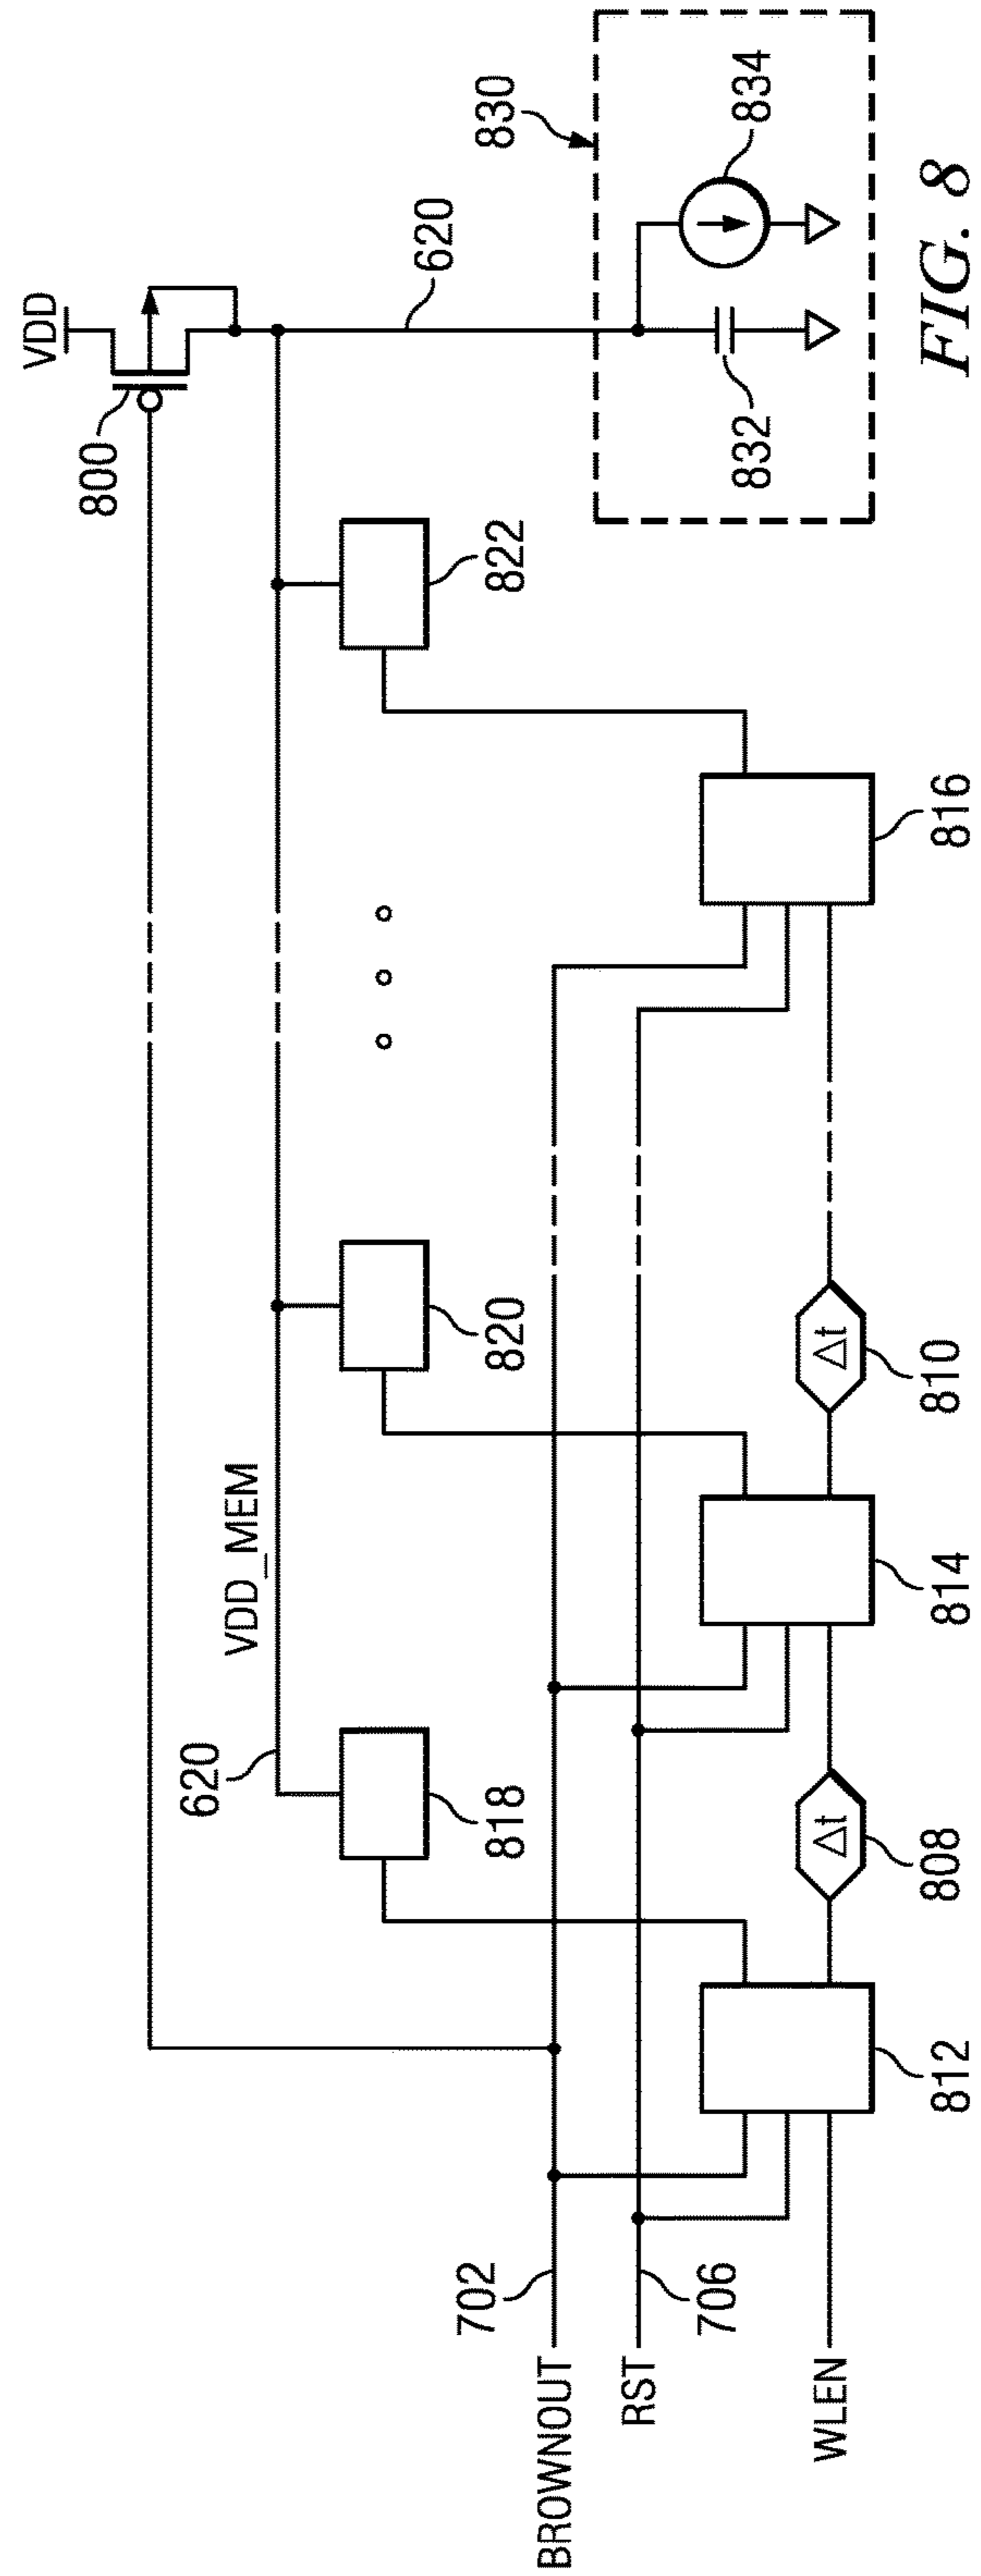 VDD
800
620
830
834
832
822
VDD_MEM
620
820
818
816
Δt
810
814
Δt
808
812
702
BROWNOUT
706
RST
WLEN
FIG. 8